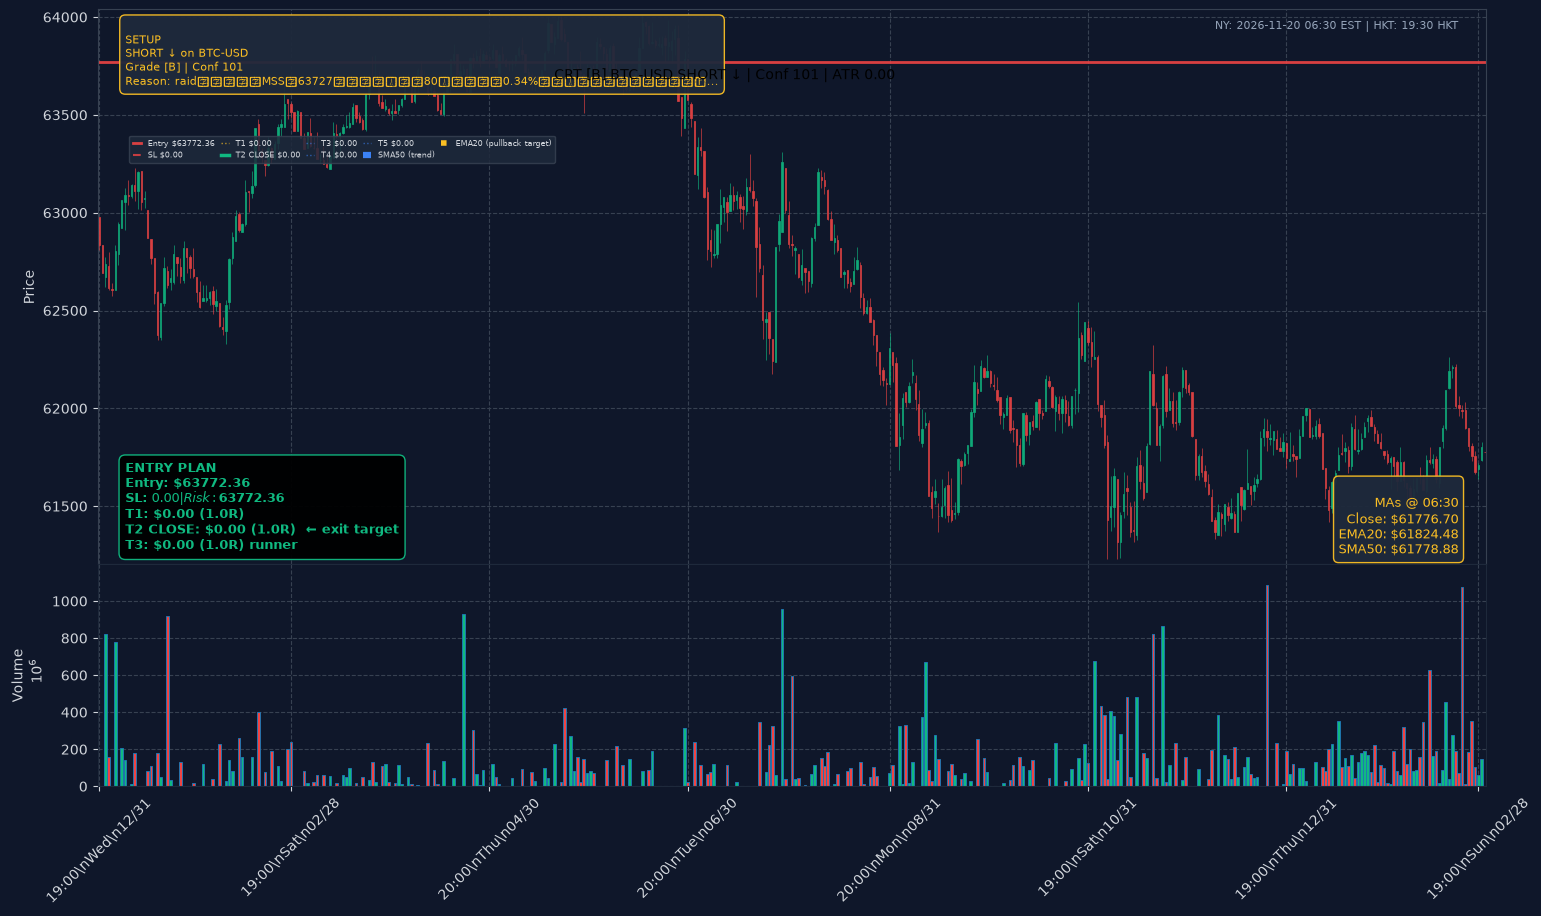 NY: 2026-11-20 06:30 EST | HKT: 19:30 HKT
SETUP
SHORT ↓ on BTC-USD
Grade [B] | Conf 101
Reason: raid MSS 63727 80 0.34% ...
CRT [B] BTC-USD SHORT ↓ | Conf 101 | ATR 0.00
Entry $63772.36
SL $0.00
T1 $0.00
T2 CLOSE $0.00
T3 $0.00
T4 $0.00
T5 $0.00
SMA50 (trend)
EMA20 (pullback target)
Price
64000
63500
63000
62500
62000
61500
ENTRY PLAN
Entry: $63772.36
SL: 0.00|Risk:63772.36
T1: $0.00 (1.0R)
T2 CLOSE: $0.00 (1.0R) ← exit target
T3: $0.00 (1.0R) runner
MAs @ 06:30
Close: $61776.70
EMA20: $61824.48
SMA50: $61778.88
Volume
10⁶
1000
800
600
400
200
0
19:00\nWed\n12/31
19:00\nSat\n02/28
20:00\nThu\n04/30
20:00\nTue\n06/30
20:00\nMon\n08/31
19:00\nSat\n10/31
19:00\nThu\n12/31
19:00\nSun\n02/28